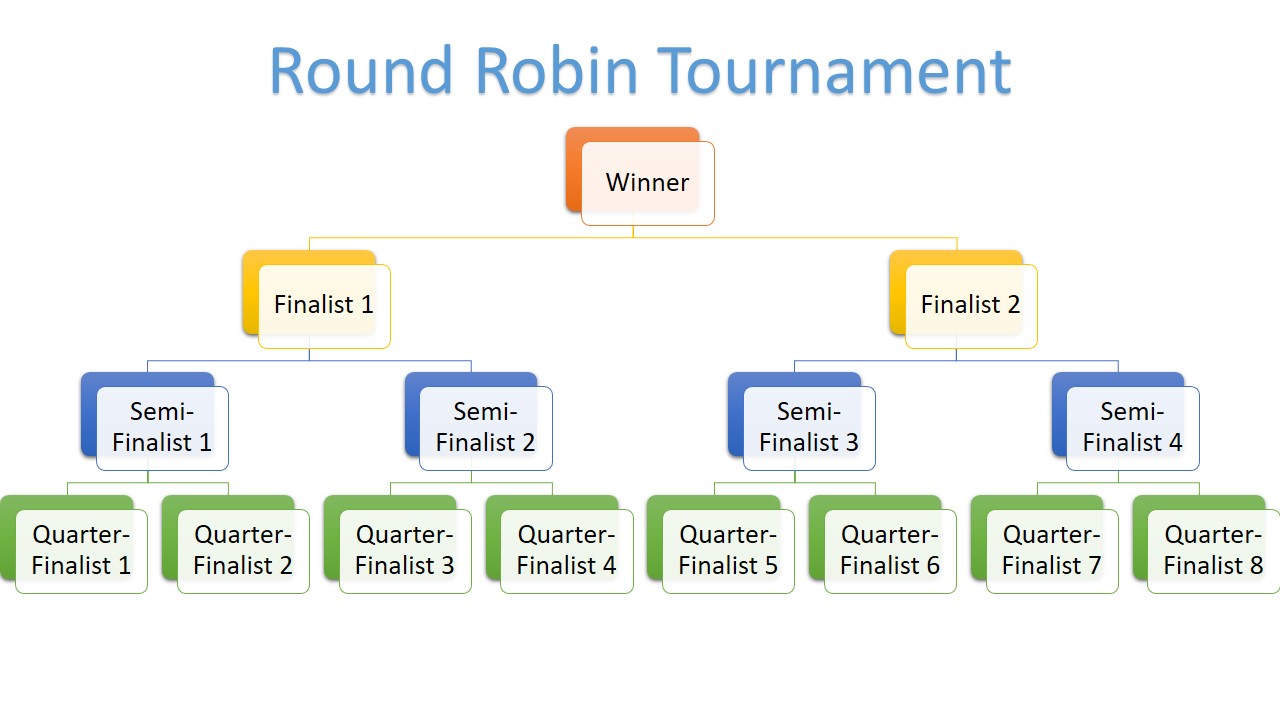 Round Robin Tournament
Winner
Finalist 1
Finalist 2
Semi-
Finalist 1
Semi-
Finalist 2
Semi-
Finalist 3
Semi-
Finalist 4
Quarter-
Finalist 1
Quarter-
Finalist 2
Quarter-
Finalist 3
Quarter-
Finalist 4
Quarter-
Finalist 5
Quarter-
Finalist 6
Quarter-
Finalist 7
Quarter-
Finalist 8